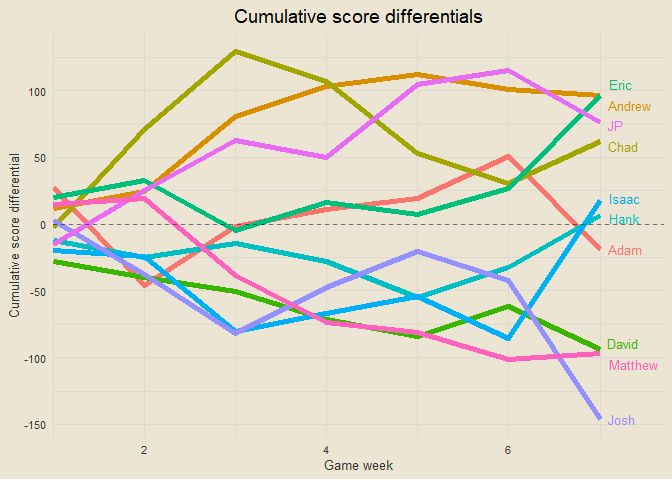 Cumulative score differentials
Cumulative score differential
100
50
0
-50
-100
-150
Eric
Andrew
JP
Chad
Isaac
Hank
Adam
David
Matthew
Josh
2
4
6
Game week